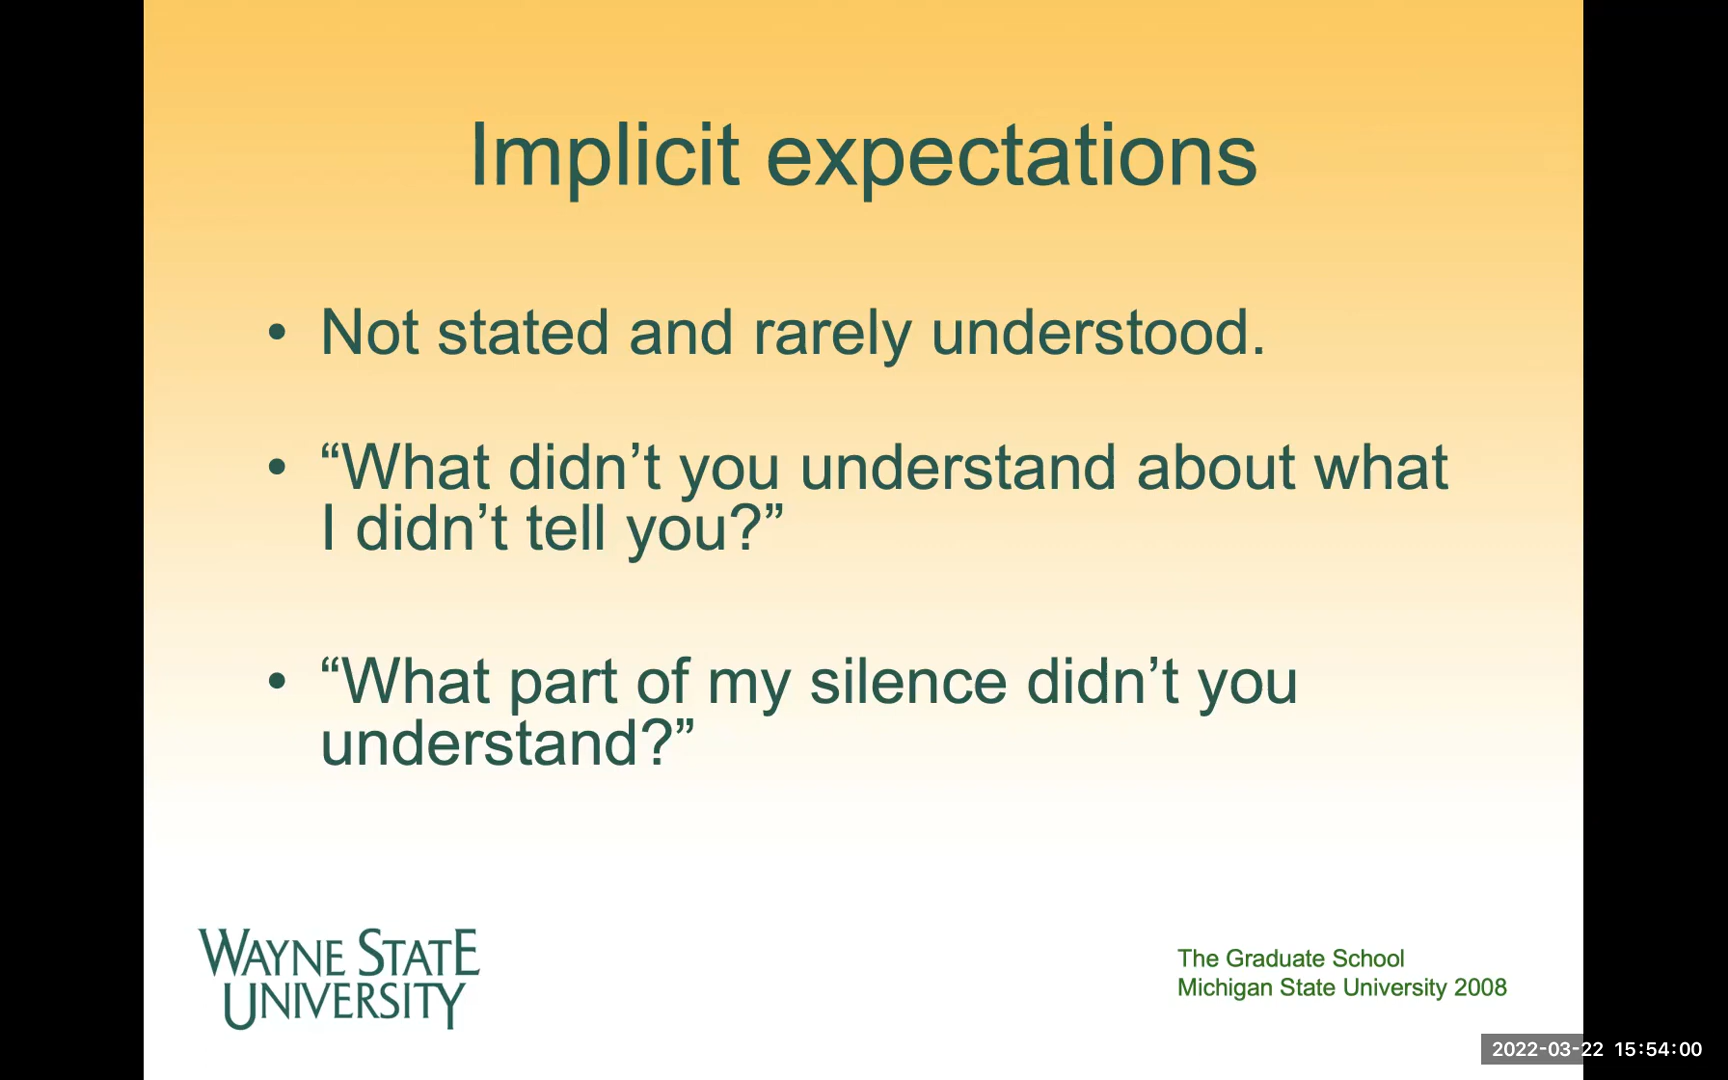 Implicit expectations
• Not stated and rarely understood.
• “What didn’t you understand about what
I didn’t tell you?”
• “What part of my silence didn’t you
understand?”
WAYNE STATE
UNIVERSITY
The Graduate School
Michigan State University 2008
2022-03-22 15:54:00